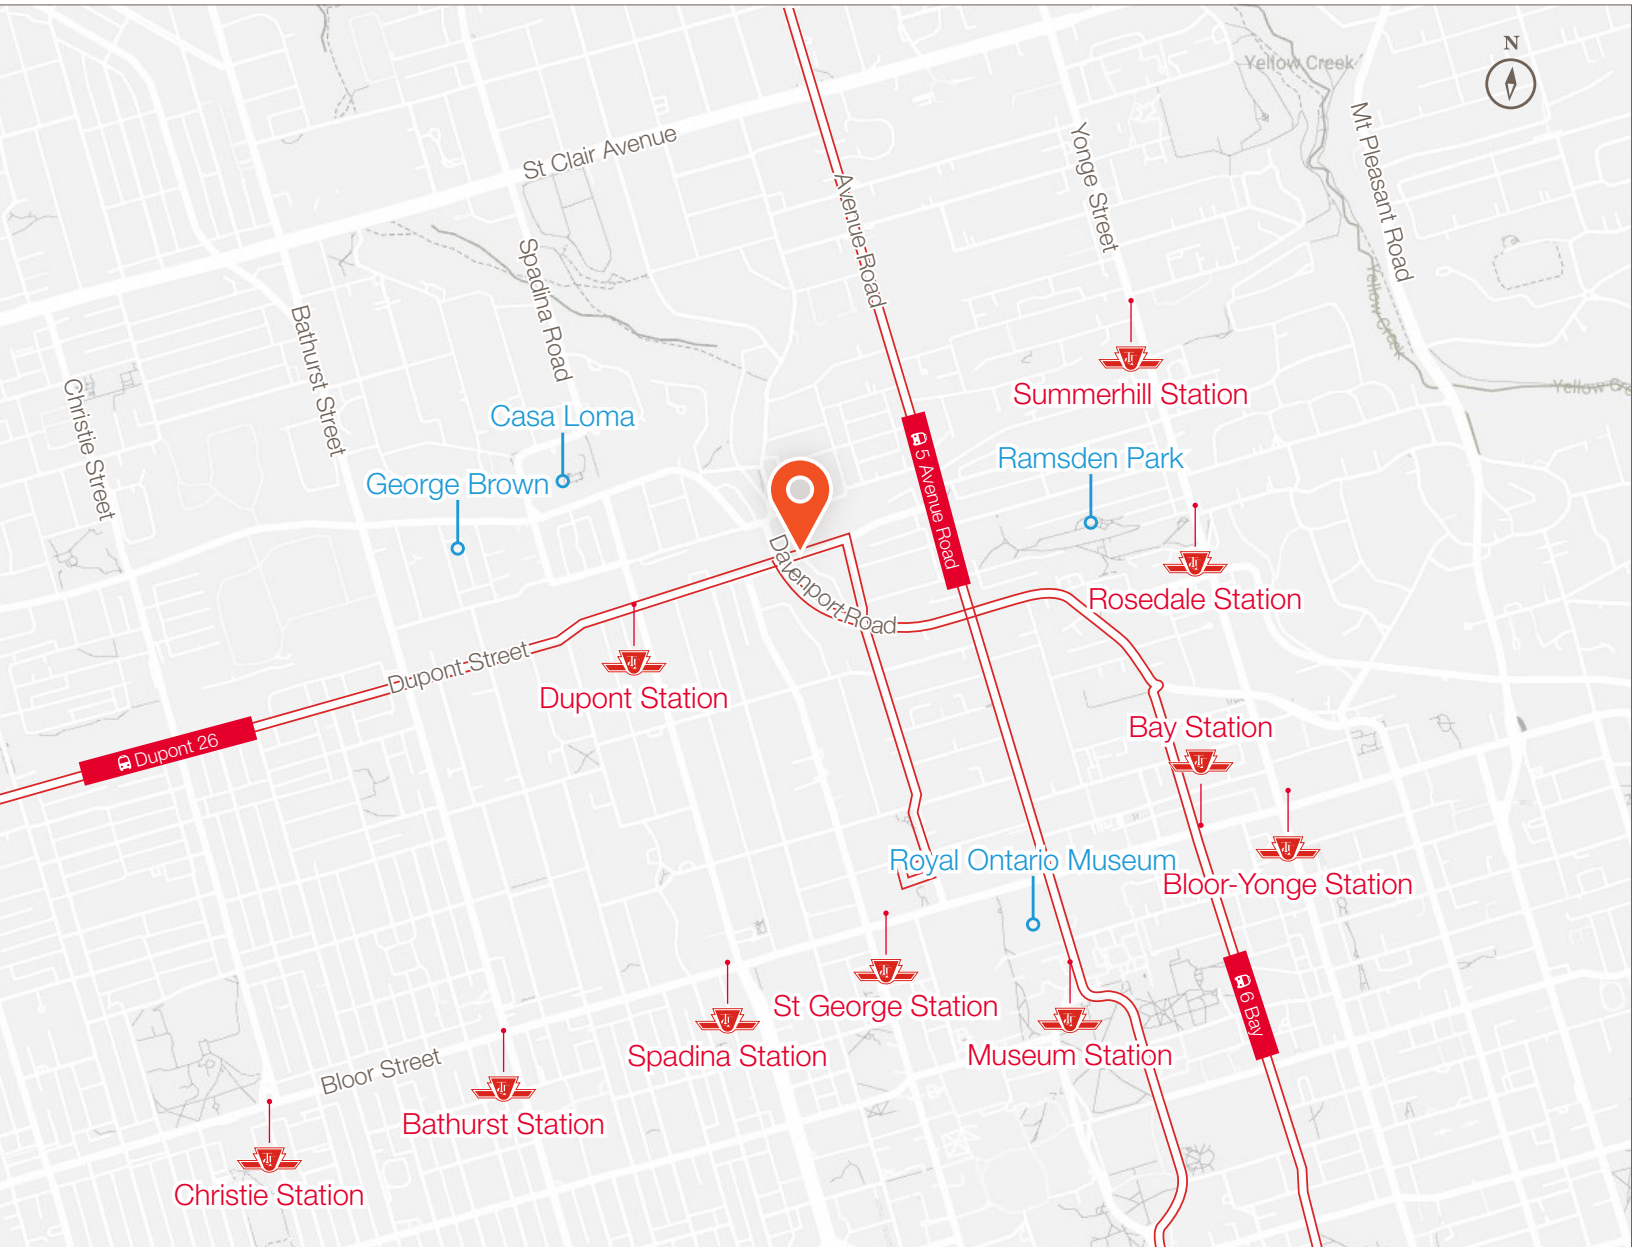 N
Yellow Creek
Mt Pleasant Road
Yonge Street
St Clair Avenue
Avenue Road
Spadina Road
Yellow Creek
Bathurst Street
Christie Street
Summerhill Station
Yellow Cre
Casa Loma
George Brown
5 Avenue Road
Ramsden Park
Davenport Road
Rosedale Station
Dupont Street
Dupont Station
Dupont 26
Bay Station
Royal Ontario Museum
Bloor-Yonge Station
St George Station
6 Bay
Spadina Station
Museum Station
Bloor Street
Bathurst Station
Christie Station